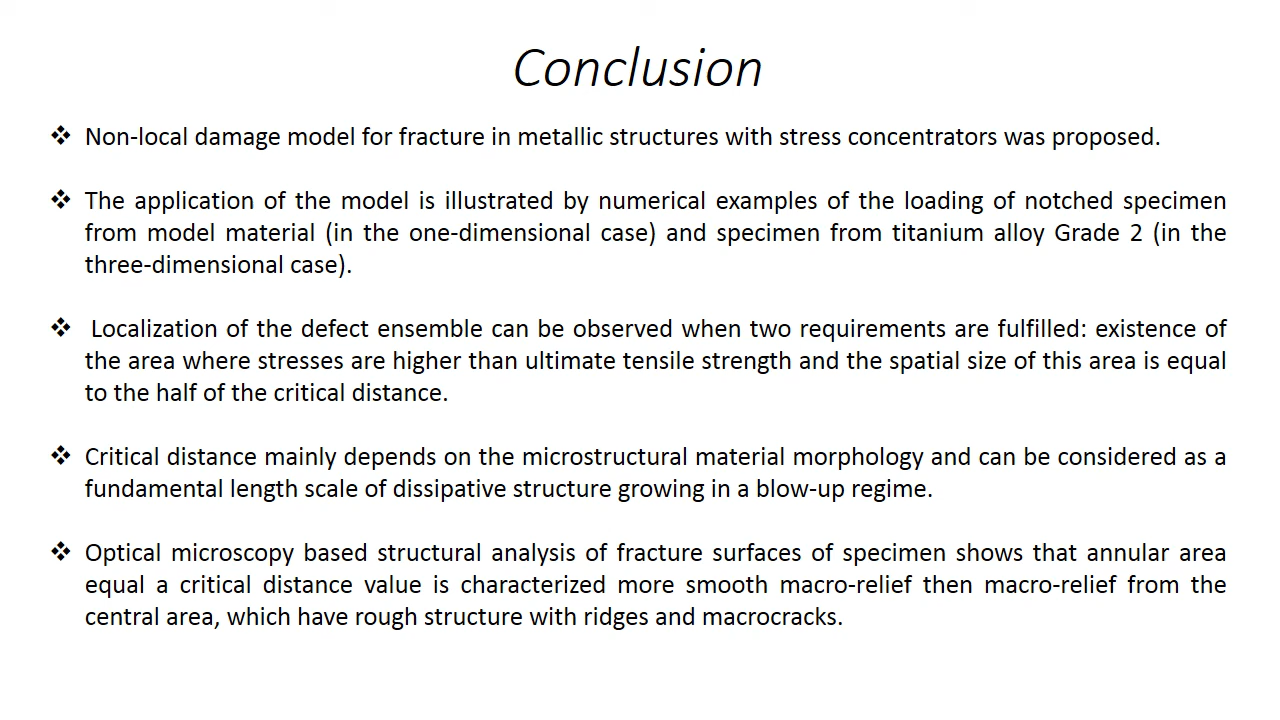 Conclusion
❖ Non-local damage model for fracture in metallic structures with stress concentrators was proposed.
❖ The application of the model is illustrated by numerical examples of the loading of notched specimen
from model material (in the one-dimensional case) and specimen from titanium alloy Grade 2 (in the
three-dimensional case).
❖ Localization of the defect ensemble can be observed when two requirements are fulfilled: existence of
the area where stresses are higher than ultimate tensile strength and the spatial size of this area is equal
to the half of the critical distance.
❖ Critical distance mainly depends on the microstructural material morphology and can be considered as a
fundamental length scale of dissipative structure growing in a blow-up regime.
❖ Optical microscopy based structural analysis of fracture surfaces of specimen shows that annular area
equal a critical distance value is characterized more smooth macro-relief then macro-relief from the
central area, which have rough structure with ridges and macrocracks.